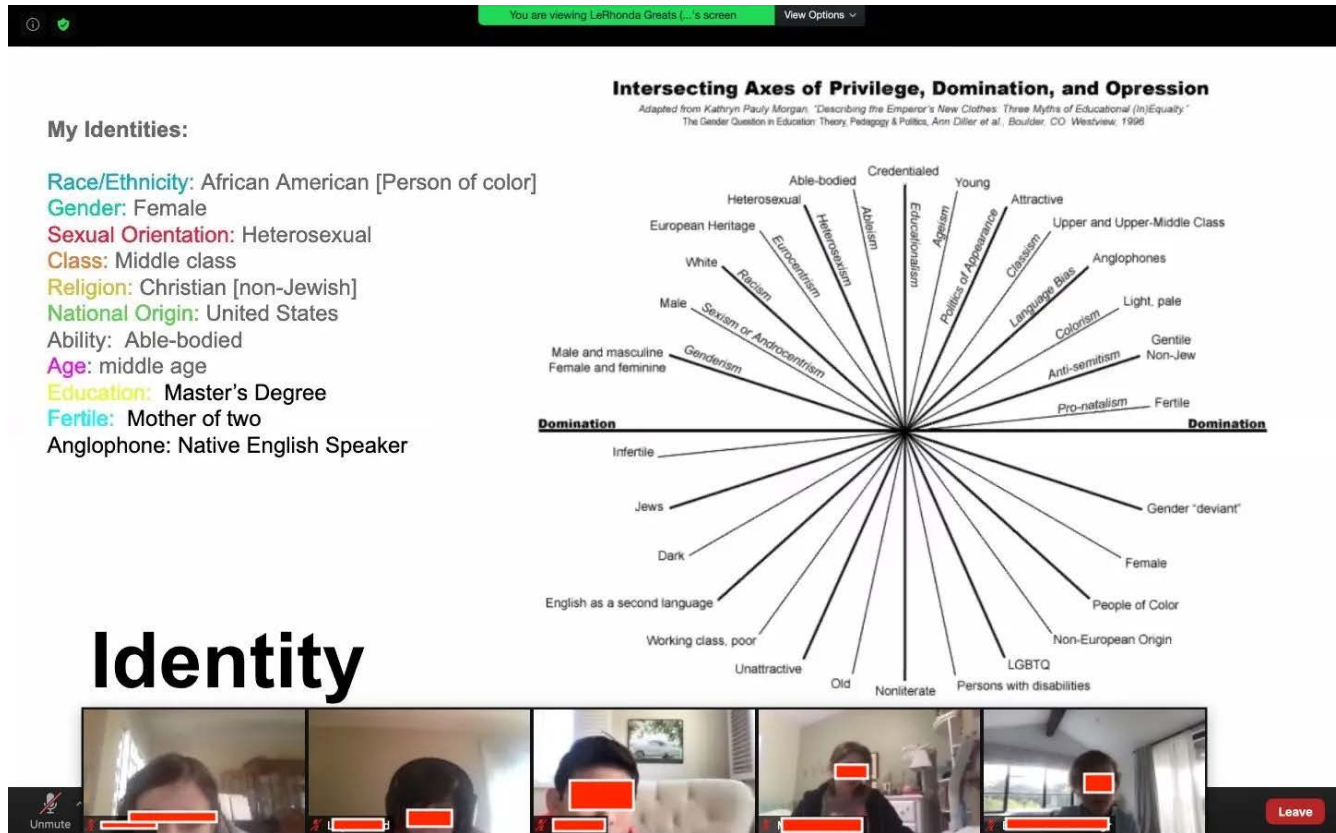 You are viewing LeRhonda Greats (...'s screen
View Options
Intersecting Axes of Privilege, Domination, and Opression
Adapted from Kathryn Pauly Morgan, "Describing the Emperor's New Clothes: Three Myths of Educational (In)Equality."
The Gender Question in Education: Theory, Pedagogy & Politics, Ann Diller et al., Boulder, CO. Westview, 1996
My Identities:
Race/Ethnicity: African American [Person of color]
Gender: Female
Sexual Orientation: Heterosexual
Class: Middle class
Religion: Christian [non-Jewish]
National Origin: United States
Ability: Able-bodied
Age: middle age
Education: Master's Degree
Fertile: Mother of two
Anglophone: Native English Speaker
Identity
Credentialed
Able-bodied
Young
Heterosexual
Attractive
European Heritage
Upper and Upper-Middle Class
White
Anglophones
Male
Light, pale
Male and masculine
Female and feminine
Gentile
Non-Jew
Fertile
Genderism
Sexism or Androcentrism
Racism
Eurocentrism
Heterosexism
Ableism
Educationalism
Ageism
Politics of Appearance
Classism
Language Bias
Colorism
Anti-semitism
Pro-natalism
Domination
Domination
Infertile
Jews
Gender "deviant"
Dark
Female
English as a second language
People of Color
Working class, poor
Non-European Origin
Unattractive
LGBTQ
Old
Nonliterate
Persons with disabilities
Unmute
Leave